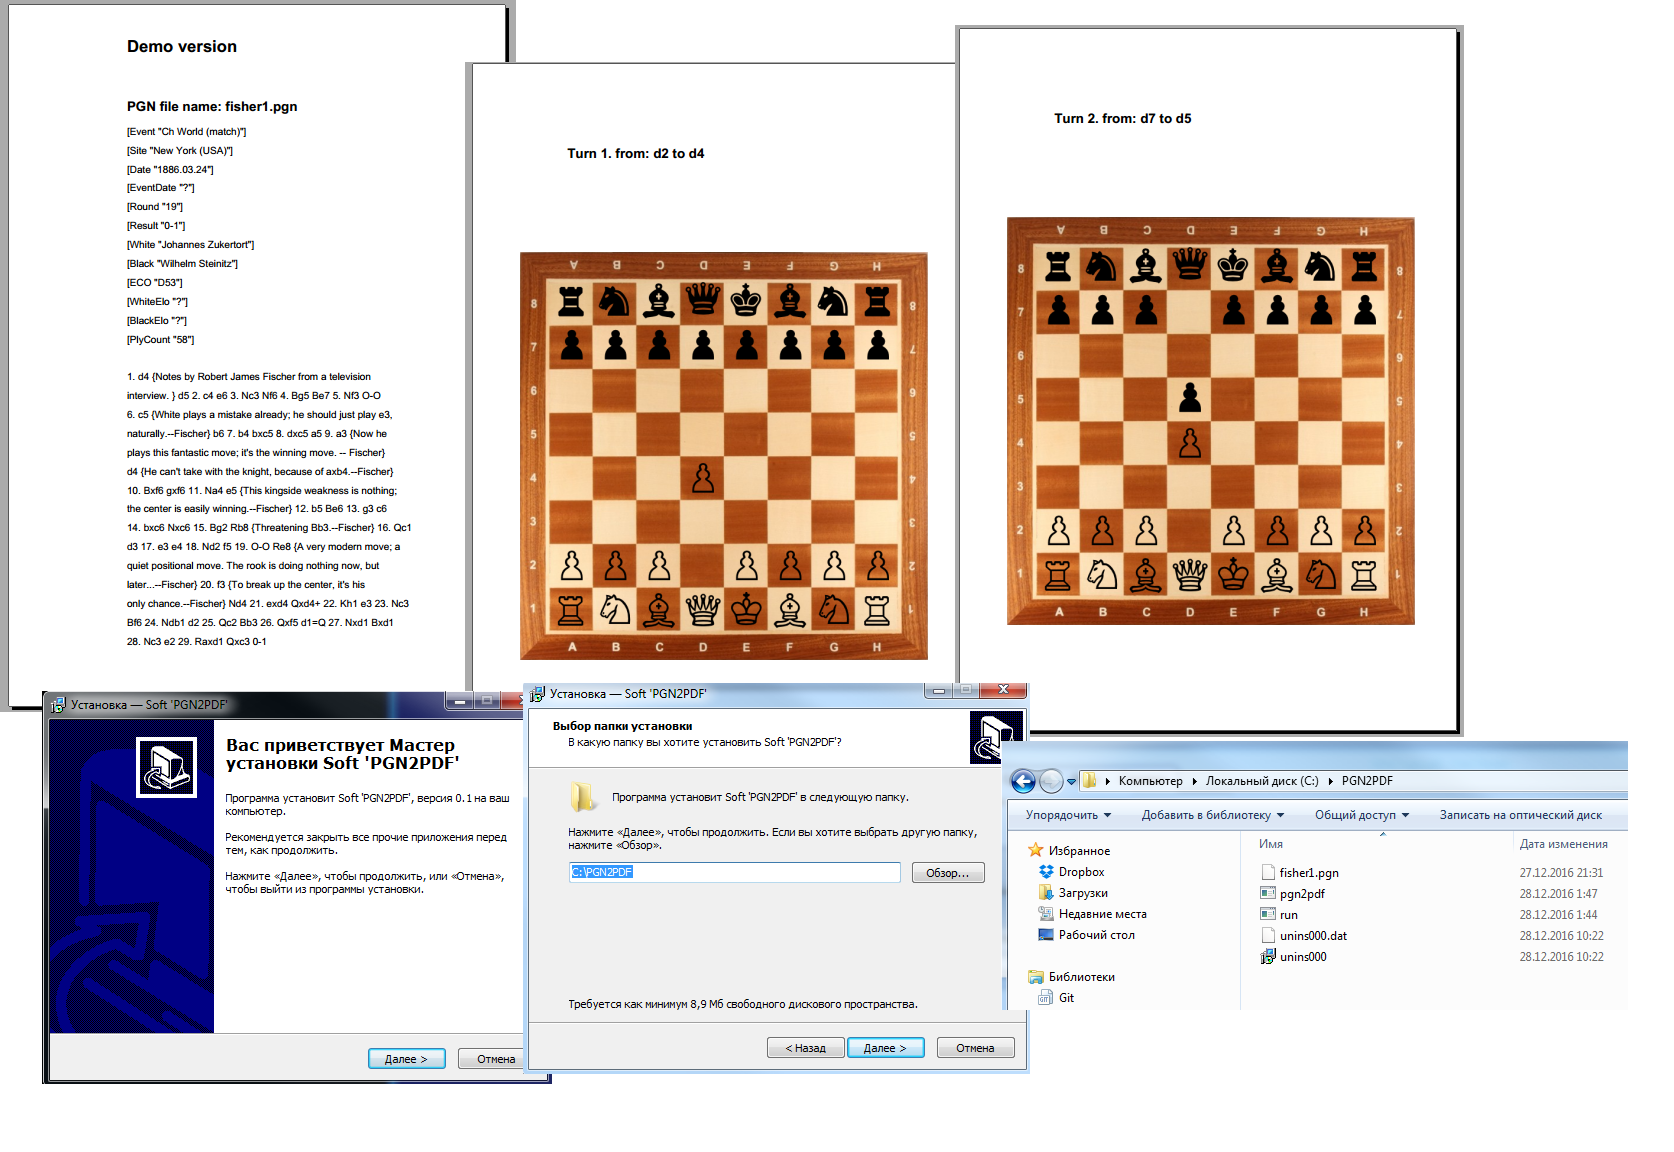 Demo version
PGN file name: fisher1.pgn
[Event "Ch World (match)"]
[Site "New York (USA)"]
[Date "1886.03.24"]
[EventDate "?"]
[Round "19"]
[Result "0-1"]
[White "Johannes Zukertort"]
[Black "Wilhelm Steinitz"]
[ECO "D53"]
[WhiteElo "?"]
[BlackElo "?"]
[PlyCount "58"]
1. d4 {Notes by Robert James Fischer from a television
interview. } d5 2. c4 e6 3. Nc3 Nf6 4. Bg5 Be7 5. Nf3 O-O
6. c5 {White plays a mistake already; he should just play e3,
naturally.--Fischer} b6 7. b4 bxc5 8. dxc5 a5 9. a3 {Now he
plays this fantastic move; it's the winning move. -- Fischer}
d4 {He can't take with the knight, because of axb4.--Fischer}
10. Bxf6 gxf6 11. Na4 e5 {This kingside weakness is nothing;
the center is easily winning.--Fischer} 12. b5 Be6 13. g3 c6
14. bxc6 Nxc6 15. Bg2 Rb8 {Threatening Bb3.--Fischer} 16. Qc1
d3 17. e3 e4 18. Nd2 f5 19. O-O Re8 {A very modern move; a
quiet positional move. The rook is doing nothing now, but
later...--Fischer} 20. f3 {To break up the center, it's his
only chance.--Fischer} Nd4 21. exd4 Qxd4+ 22. Kh1 e3 23. Nc3
Bf6 24. Ndb1 d2 25. Qc2 Bb3 26. Qxf5 d1=Q 27. Nxd1 Bxd1
28. Nc3 e2 29. Raxd1 Qxc3 0-1
Turn 1. from: d2 to d4
A B C D E F G H
8 8
7 7
6 6
5 5
4 4
3 3
2 2
1 1
A B C D E F G H
Turn 2. from: d7 to d5
A B C D E F G H
8 8
7 7
6 6
5 5
4 4
3 3
2 2
1 1
A B C D E F G H
Установка — Soft 'PGN2PDF'
Вас приветствует Мастер
установки Soft 'PGN2PDF'
Программа установит Soft 'PGN2PDF', версия 0.1 на ваш
компьютер.
Рекомендуется закрыть все прочие приложения перед
тем, как продолжить.
Нажмите «Далее», чтобы продолжить, или «Отмена»,
чтобы выйти из программы установки.
Далее > Отмена
Установка — Soft 'PGN2PDF'
Выбор папки установки
В какую папку вы хотите установить Soft 'PGN2PDF'?
Программа установит Soft 'PGN2PDF' в следующую папку.
Нажмите «Далее», чтобы продолжить. Если вы хотите выбрать другую папку,
нажмите «Обзор».
C:\PGN2PDF Обзор...
Требуется как минимум 8,9 Мб свободного дискового пространства.
< Назад Далее > Отмена
Компьютер Локальный диск (C:) PGN2PDF
Упорядочить Добавить в библиотеку Общий доступ Записать на оптический диск
Избранное
Dropbox
Загрузки
Недавние места
Рабочий стол
Библиотеки
Git
Имя Дата изменения
fisher1.pgn 27.12.2016 21:31
pgn2pdf 28.12.2016 1:47
run 28.12.2016 1:44
unins000.dat 28.12.2016 10:22
unins000 28.12.2016 10:22